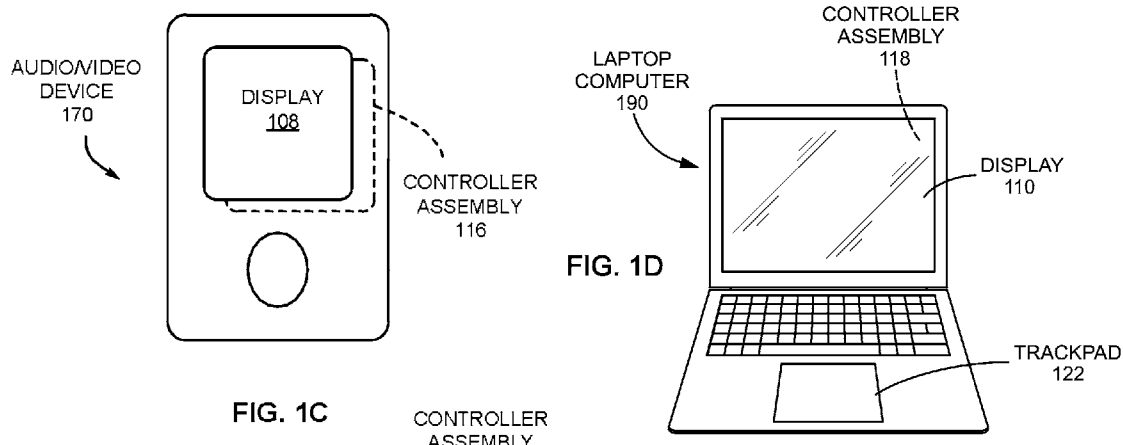 AUDIO/VIDEO
DEVICE
170
DISPLAY
108
CONTROLLER
ASSEMBLY
116
FIG. 1C
CONTROLLER
ASSEMBLY
118
LAPTOP
COMPUTER
190
DISPLAY
110
FIG. 1D
TRACKPAD
122
CONTROLLER
ASSEMBLY